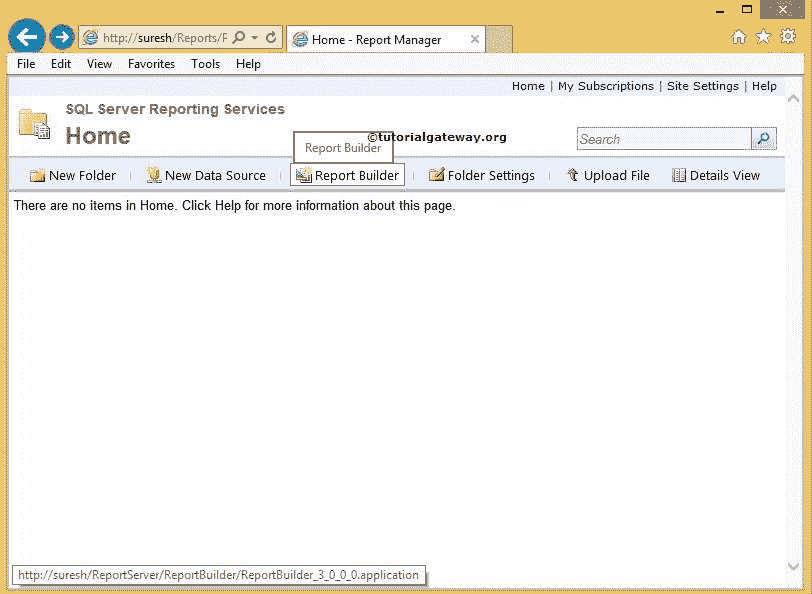 http://suresh/Reports/F
Home - Report Manager
File Edit View Favorites Tools Help
Home | My Subscriptions | Site Settings | Help
SQL Server Reporting Services
Home
©tutorialgateway.org
Search
Report Builder
New Folder New Data Source Report Builder Folder Settings Upload File Details View
There are no items in Home. Click Help for more information about this page.
http://suresh/ReportServer/ReportBuilder/ReportBuilder_3_0_0_0.application